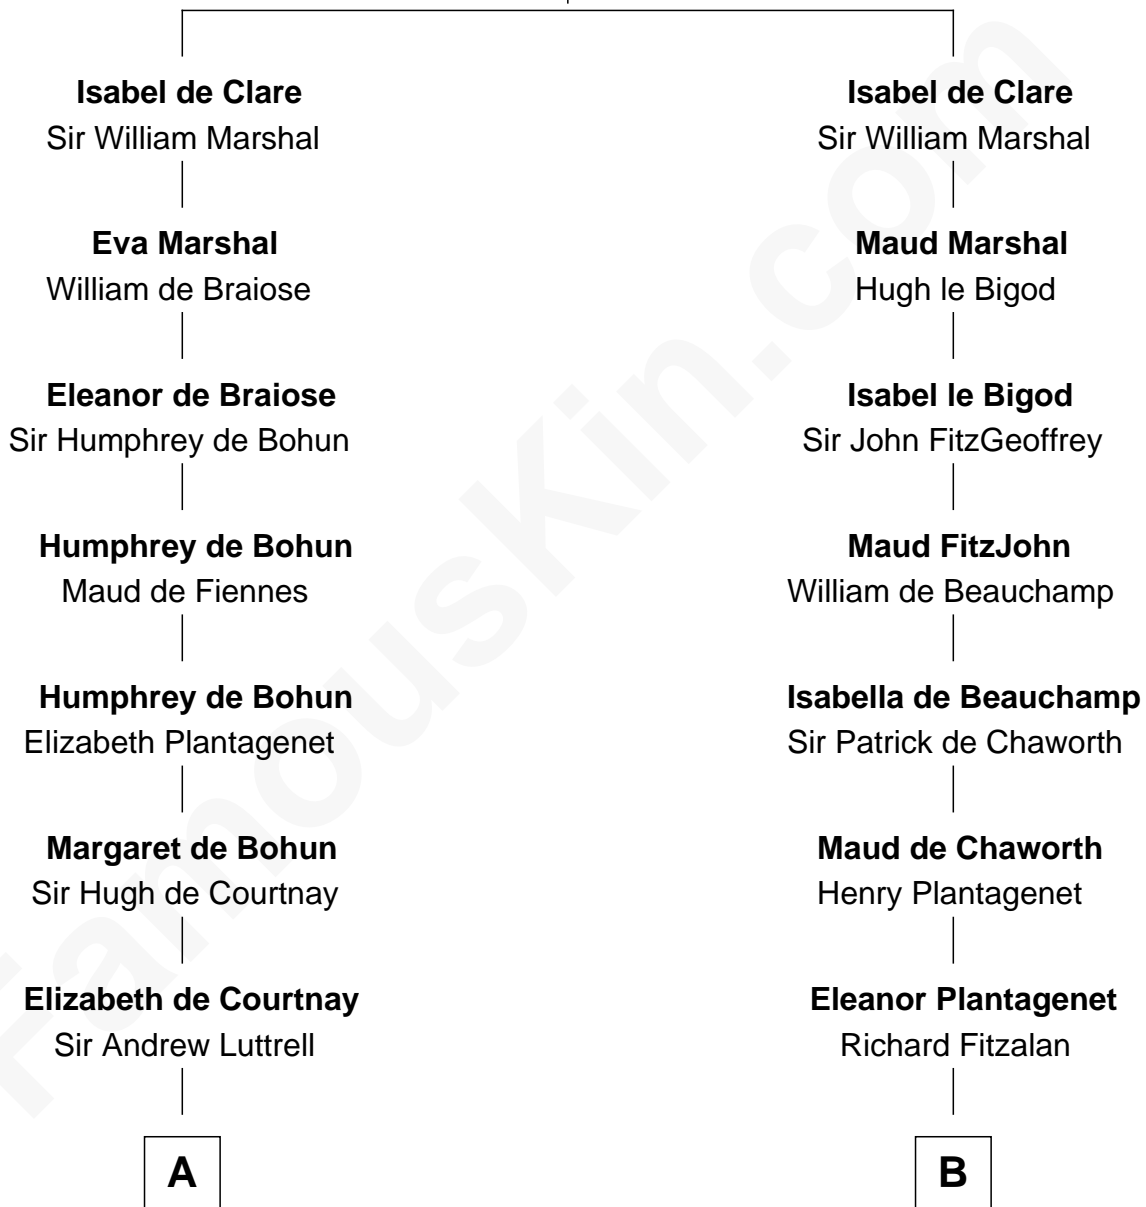 Isabel de Clare
Sir William Marshal
Eva Marshal
William de Braiose
Eleanor de Braiose
Sir Humphrey de Bohun
Humphrey de Bohun
Maud de Fiennes
Humphrey de Bohun
Elizabeth Plantagenet
Margaret de Bohun
Sir Hugh de Courtnay
Elizabeth de Courtnay
Sir Andrew Luttrell
A
Isabel de Clare
Sir William Marshal
Maud Marshal
Hugh le Bigod
Isabel le Bigod
Sir John FitzGeoffrey
Maud FitzJohn
William de Beauchamp
Isabella de Beauchamp
Sir Patrick de Chaworth
Maud de Chaworth
Henry Plantagenet
Eleanor Plantagenet
Richard Fitzalan
B
FamousKin.com